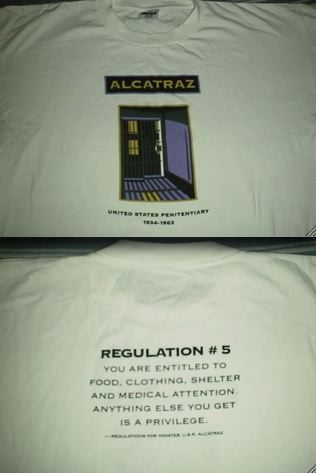 ALCATRAZ
UNITED STATES PENITENTIARY
1934-1963
REGULATION # 5
YOU ARE ENTITLED TO
FOOD, CLOTHING, SHELTER
AND MEDICAL ATTENTION.
ANYTHING ELSE YOU GET
IS A PRIVILEGE.
— REGULATIONS FOR INMATES, U.S.P. ALCATRAZ